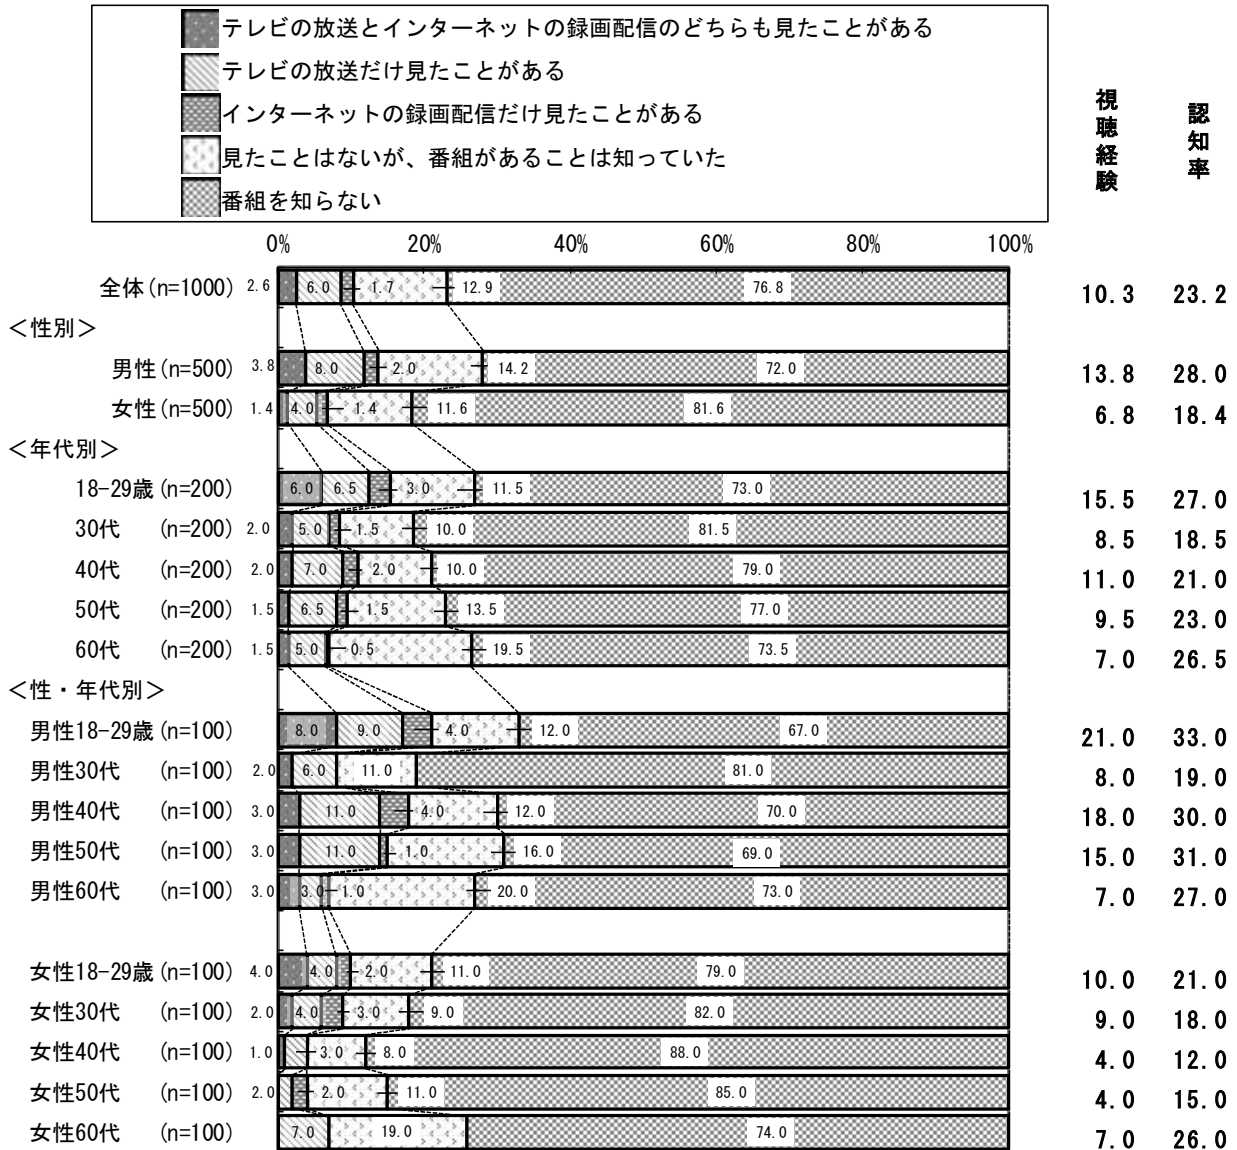 テレビの放送とインターネットの録画配信のどちらも見たことがある
テレビの放送だけ見たことがある
インターネットの録画配信だけ見たことがある
見たことはないが、番組があることは知っていた
番組を知らない
視聴経験 認知率
0% 20% 40% 60% 80% 100%
全体(n=1000) 2.6 6.0 1.7 12.9 76.8 10.3 23.2
＜性別＞
男性(n=500) 3.8 8.0 2.0 14.2 72.0 13.8 28.0
女性(n=500) 1.4 4.0 1.4 11.6 81.6 6.8 18.4
＜年代別＞
18-29歳(n=200) 6.0 6.5 3.0 11.5 73.0 15.5 27.0
30代 (n=200) 2.0 5.0 1.5 10.0 81.5 8.5 18.5
40代 (n=200) 2.0 7.0 2.0 10.0 79.0 11.0 21.0
50代 (n=200) 1.5 6.5 1.5 13.5 77.0 9.5 23.0
60代 (n=200) 1.5 5.0 0.5 19.5 73.5 7.0 26.5
＜性・年代別＞
男性18-29歳(n=100) 8.0 9.0 4.0 12.0 67.0 21.0 33.0
男性30代 (n=100) 2.0 6.0 11.0 81.0 8.0 19.0
男性40代 (n=100) 3.0 11.0 4.0 12.0 70.0 18.0 30.0
男性50代 (n=100) 3.0 11.0 1.0 16.0 69.0 15.0 31.0
男性60代 (n=100) 3.0 3.0 1.0 20.0 73.0 7.0 27.0
女性18-29歳(n=100) 4.0 4.0 2.0 11.0 79.0 10.0 21.0
女性30代 (n=100) 2.0 4.0 3.0 9.0 82.0 9.0 18.0
女性40代 (n=100) 1.0 3.0 8.0 88.0 4.0 12.0
女性50代 (n=100) 2.0 2.0 11.0 85.0 4.0 15.0
女性60代 (n=100) 7.0 19.0 74.0 7.0 26.0